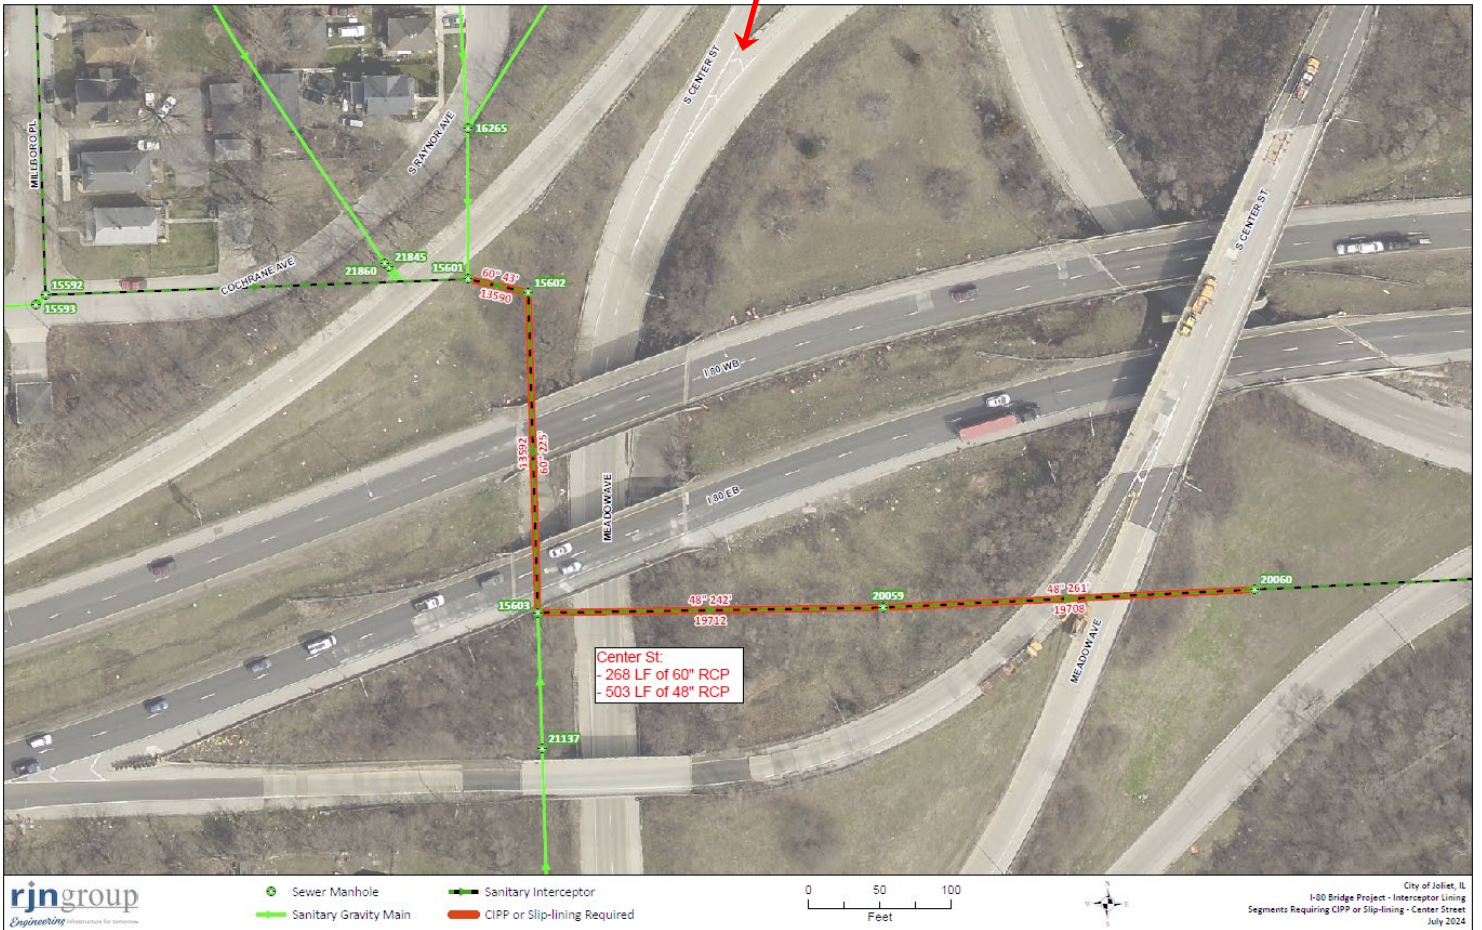 S CENTER ST
MILLBORO PL
S RAYNOR AVE
16265
S CENTER ST
21845
21860
15601
60" 43'
13590
15602
COCHRANE AVE
15592
15593
I 80 WB
13592
60" 225'
MEADOW AVE
I 80 EB
15603
48" 242'
19712
20059
48" 261'
19708
20060
MEADOW AVE
Center St:
- 268 LF of 60" RCP
- 503 LF of 48" RCP
21137
rjngroup
Engineering infrastructure for tomorrow
Sewer Manhole
Sanitary Gravity Main
Sanitary Interceptor
CIPP or Slip-lining Required
0 50 100
Feet
N
W E
S
City of Joliet, IL
I-80 Bridge Project - Interceptor Lining
Segments Requiring CIPP or Slip-lining - Center Street
July 2024